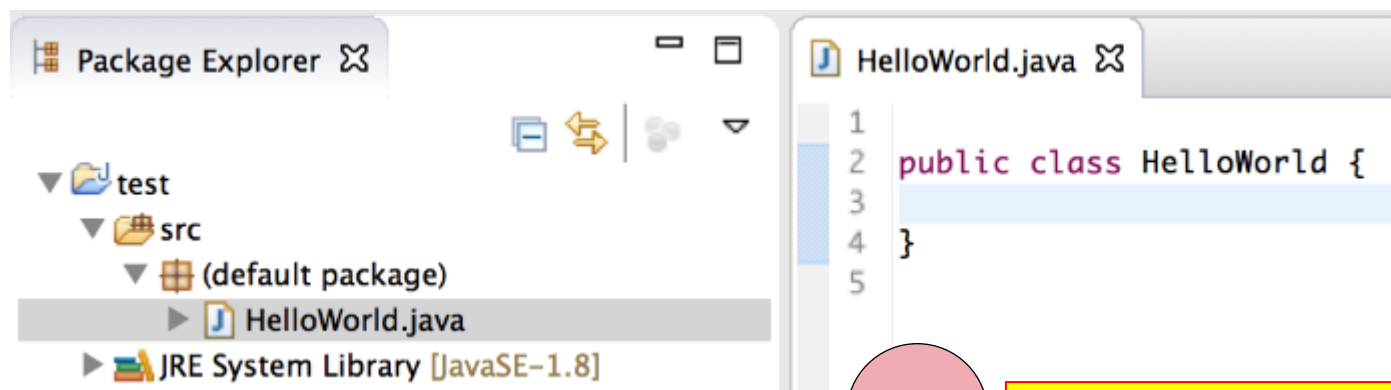 Package Explorer
test
src
(default package)
HelloWorld.java
JRE System Library [JavaSE-1.8]
HelloWorld.java
1
2 public class HelloWorld {
3
4 }
5